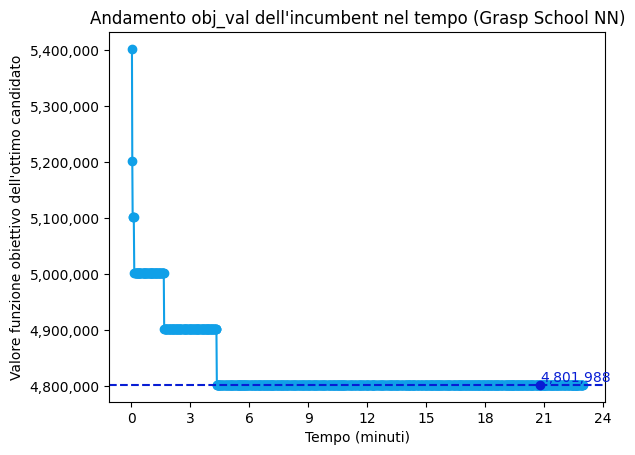 Andamento obj_val dell'incumbent nel tempo (Grasp School NN)
Valore funzione obiettivo dell'ottimo candidato
5,400,000
5,300,000
5,200,000
5,100,000
5,000,000
4,900,000
4,800,000
4,801,988
0 3 6 9 12 15 18 21 24
Tempo (minuti)